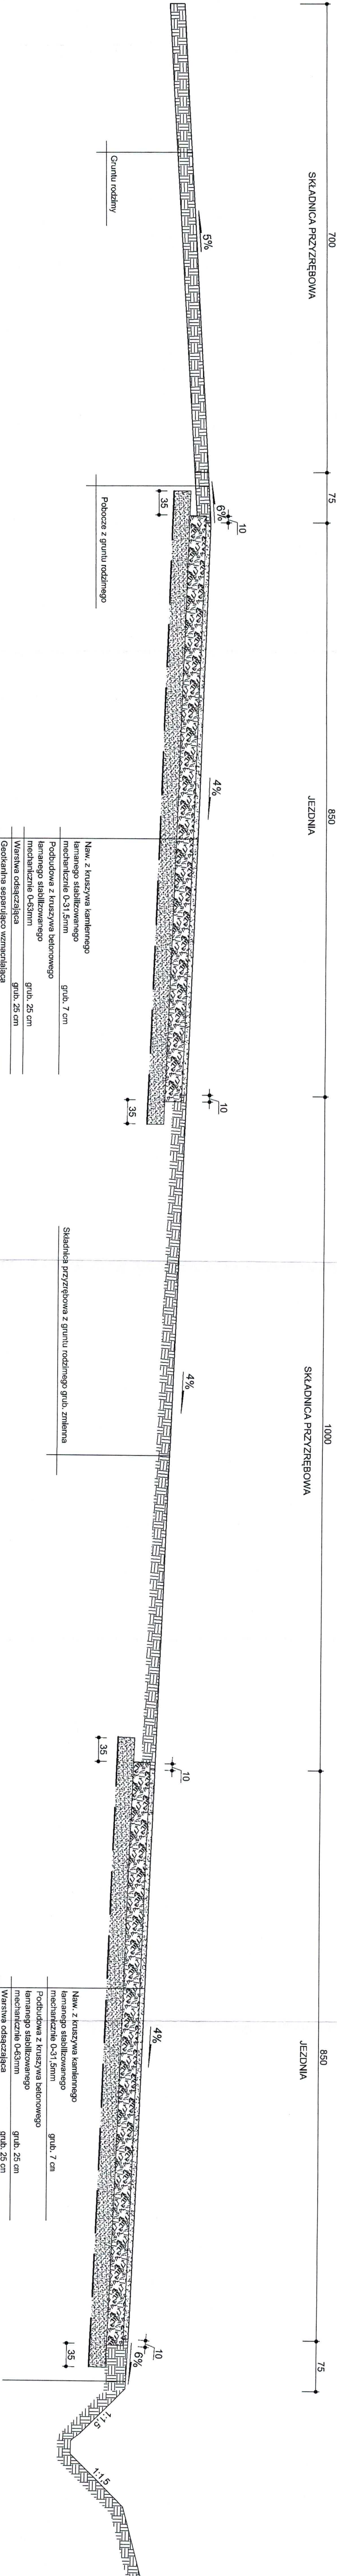 700
SKŁADNICA PRZYZRĘBOWA
75
850
JEZDNIA
1000
SKŁADNICA PRZYZRĘBOWA
850
JEZDNIA
75
5%
Gruntu rodzimy
6%
10
35
Pobocze z gruntu rodzimego
4%
Naw. z kruszywa kamiennego
łamanego stabilizowanego
mechanicznie 0-31,5mm grub. 7 cm
Podbudowa z kruszywa betonowego
łamanego stabilizowanego
mechanicznie 0-63mm grub. 25 cm
Warstwa odsączająca grub. 25 cm
Geotkanina separująco wzmacniająca
10
35
4%
Składnica przyzrębowa z gruntu rodzimego grub. zmienna
10
35
4%
Naw. z kruszywa kamiennego
łamanego stabilizowanego
mechanicznie 0-31,5mm grub. 7 cm
Podbudowa z kruszywa betonowego
łamanego stabilizowanego
mechanicznie 0-63mm grub. 25 cm
Warstwa odsączająca grub. 25 cm
10
6%
35
1:1,5
1:1,5